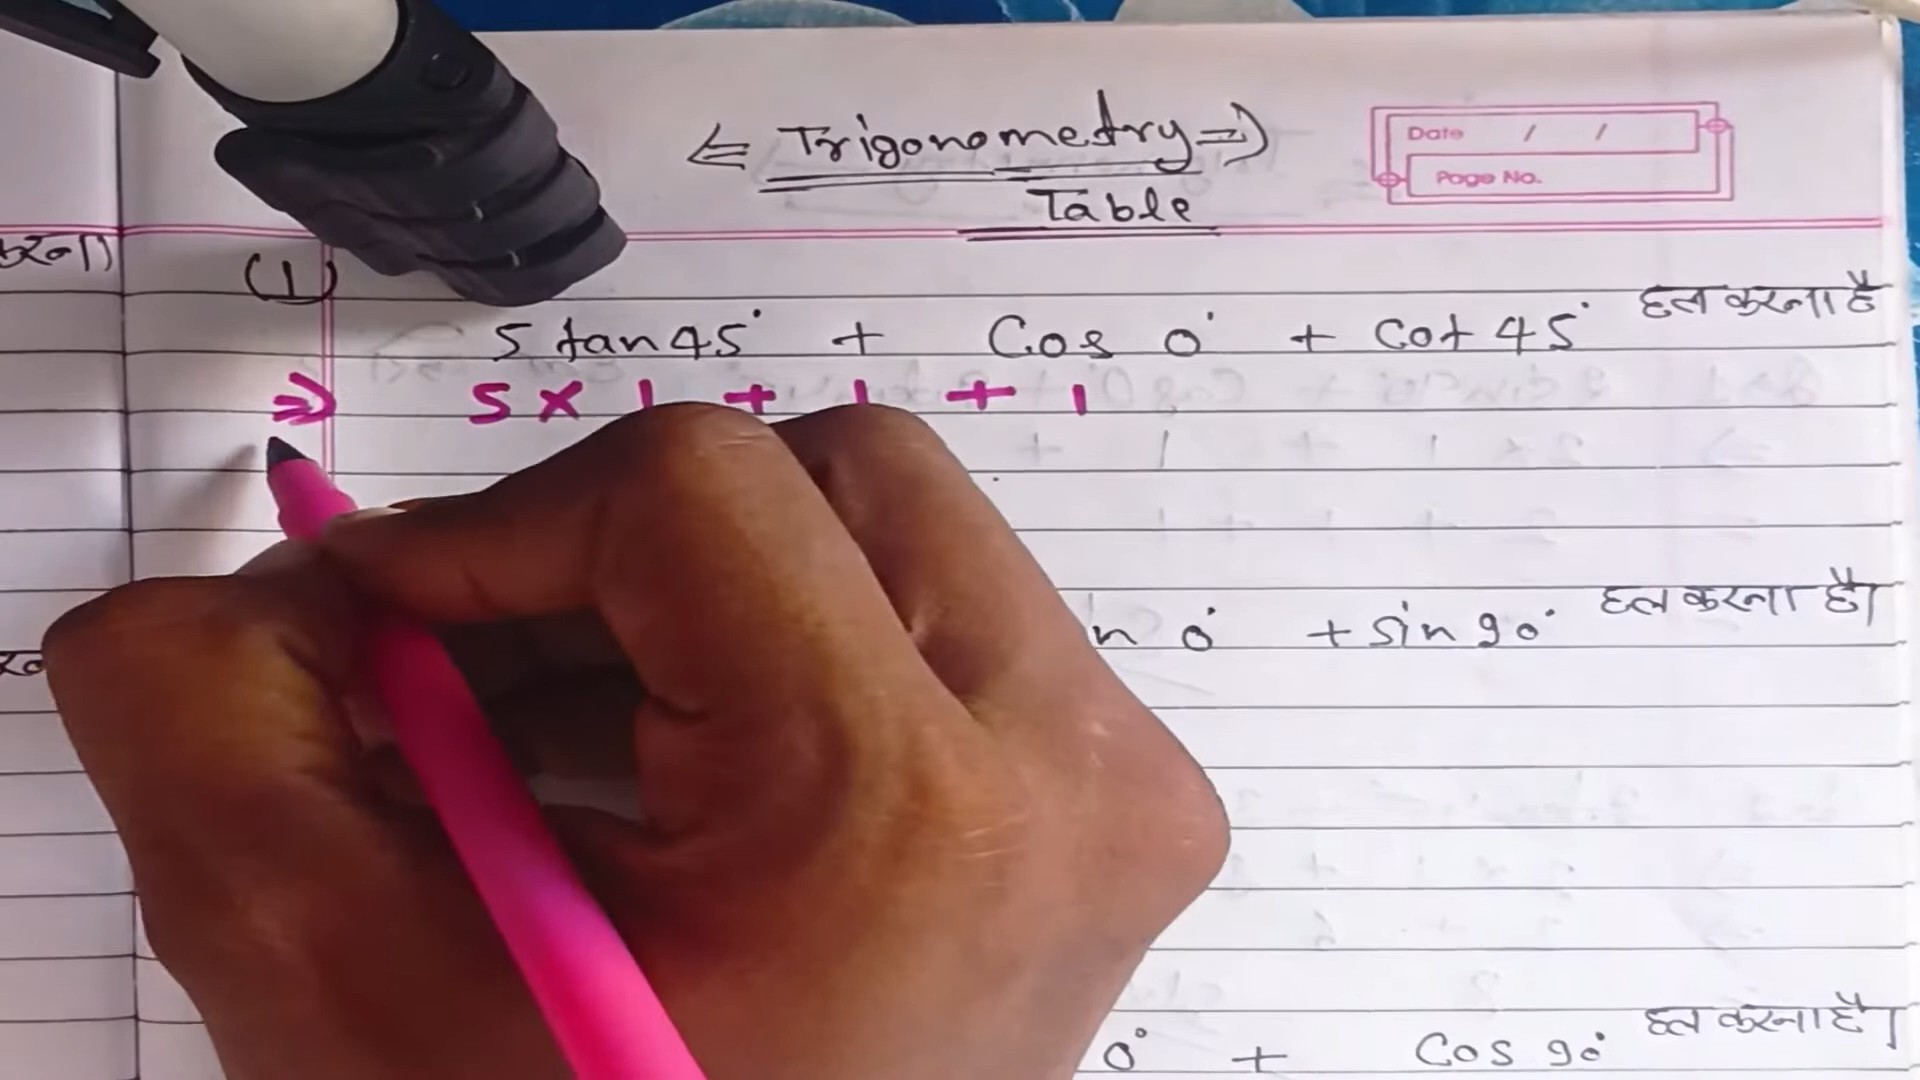 ⇐ Trigonometry ⇒
Table
Date / /
Page No.
करना
(1)
5 tan 45° + Cos 0° + Cot 45° हल करना है
⇒ 5 × 1 + 1 + 1
0° + sin 90° हल करना है।
0° + Cos 90° हल करना है।